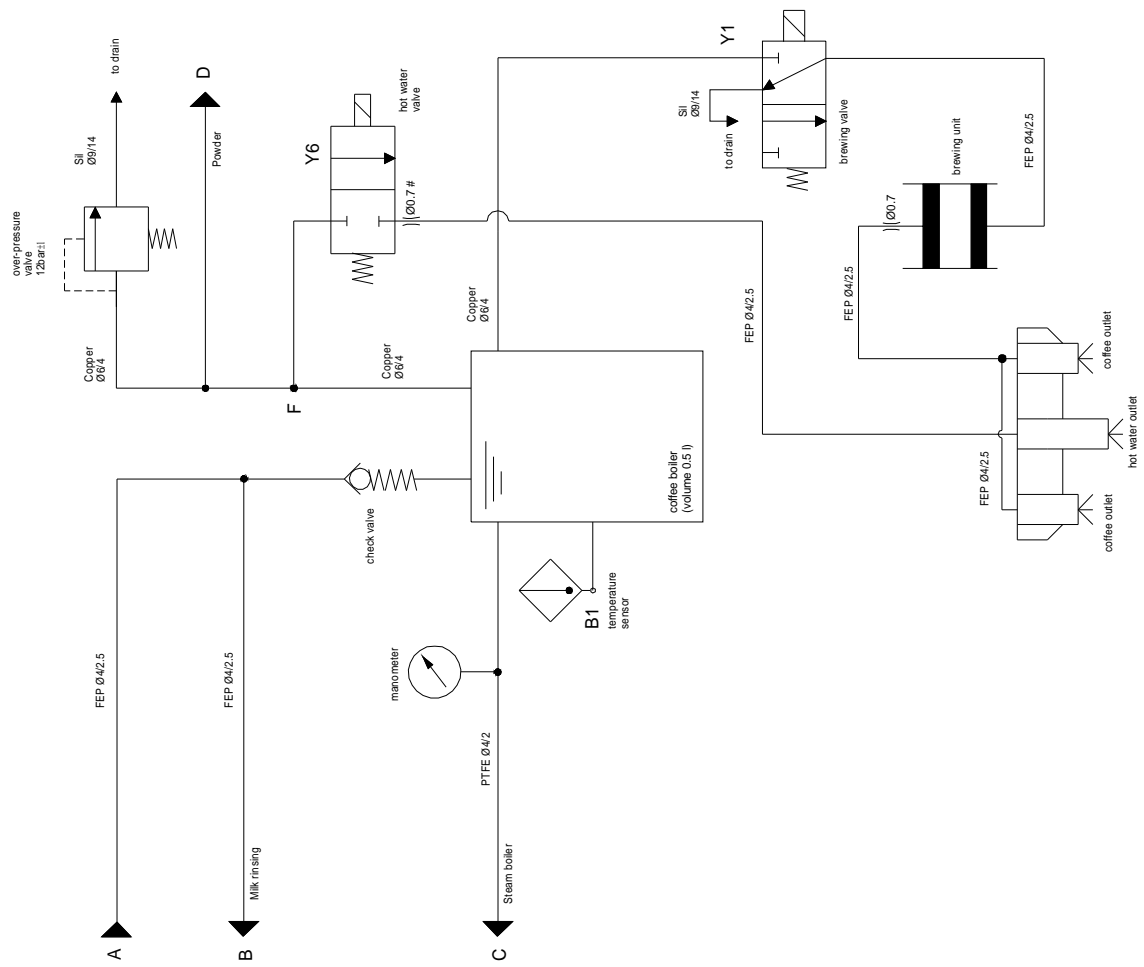 over-pressure
valve
12bar±1
Sil
Ø9/14
to drain
D
Powder
Copper
Ø6/4
Y6
hot water
valve
Ø0.7 #
Y1
Sil
Ø9/14
to drain
brewing valve
Copper
Ø6/4
Copper
Ø6/4
F
FEP Ø4/2.5
FEP Ø4/2.5
Ø0.7
brewing unit
FEP Ø4/2.5
check valve
coffee boiler
(volume 0.5 l)
B1
temperature
sensor
manometer
FEP Ø4/2.5
coffee outlet
hot water outlet
coffee outlet
FEP Ø4/2.5
FEP Ø4/2.5
PTFE Ø4/2
Milk rinsing
Steam boiler
A
B
C